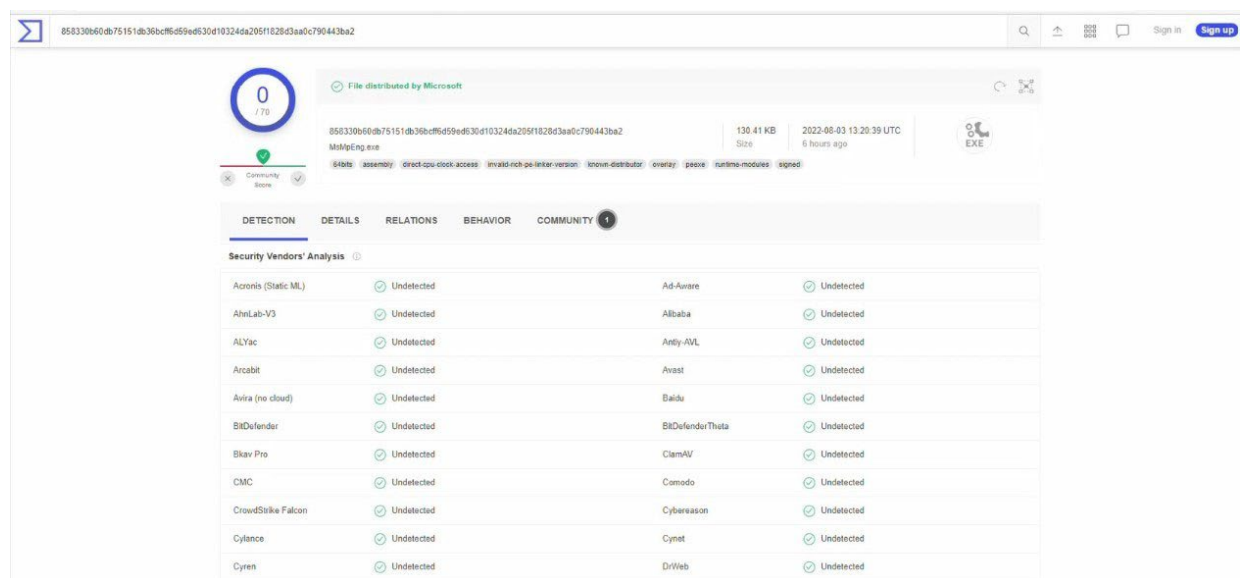 858330b60db75151db36bcff6d59ed630d10324da205f1828d3aa0c790443ba2
Sign in
Sign up
0
/ 70
Community
Score
File distributed by Microsoft
858330b60db75151db36bcff6d59ed630d10324da205f1828d3aa0c790443ba2
MsMpEng.exe
130.41 KB
Size
2022-08-03 13:20:39 UTC
6 hours ago
EXE
64bits assembly direct-cpu-clock-access invalid-rich-pe-linker-version known-distributor overlay peexe runtime-modules signed
DETECTION DETAILS RELATIONS BEHAVIOR COMMUNITY 1
Security Vendors' Analysis
Acronis (Static ML) Undetected Ad-Aware Undetected
AhnLab-V3 Undetected Alibaba Undetected
ALYac Undetected Antiy-AVL Undetected
Arcabit Undetected Avast Undetected
Avira (no cloud) Undetected Baidu Undetected
BitDefender Undetected BitDefenderTheta Undetected
Bkav Pro Undetected ClamAV Undetected
CMC Undetected Comodo Undetected
CrowdStrike Falcon Undetected Cybereason Undetected
Cylance Undetected Cynet Undetected
Cyren Undetected DrWeb Undetected